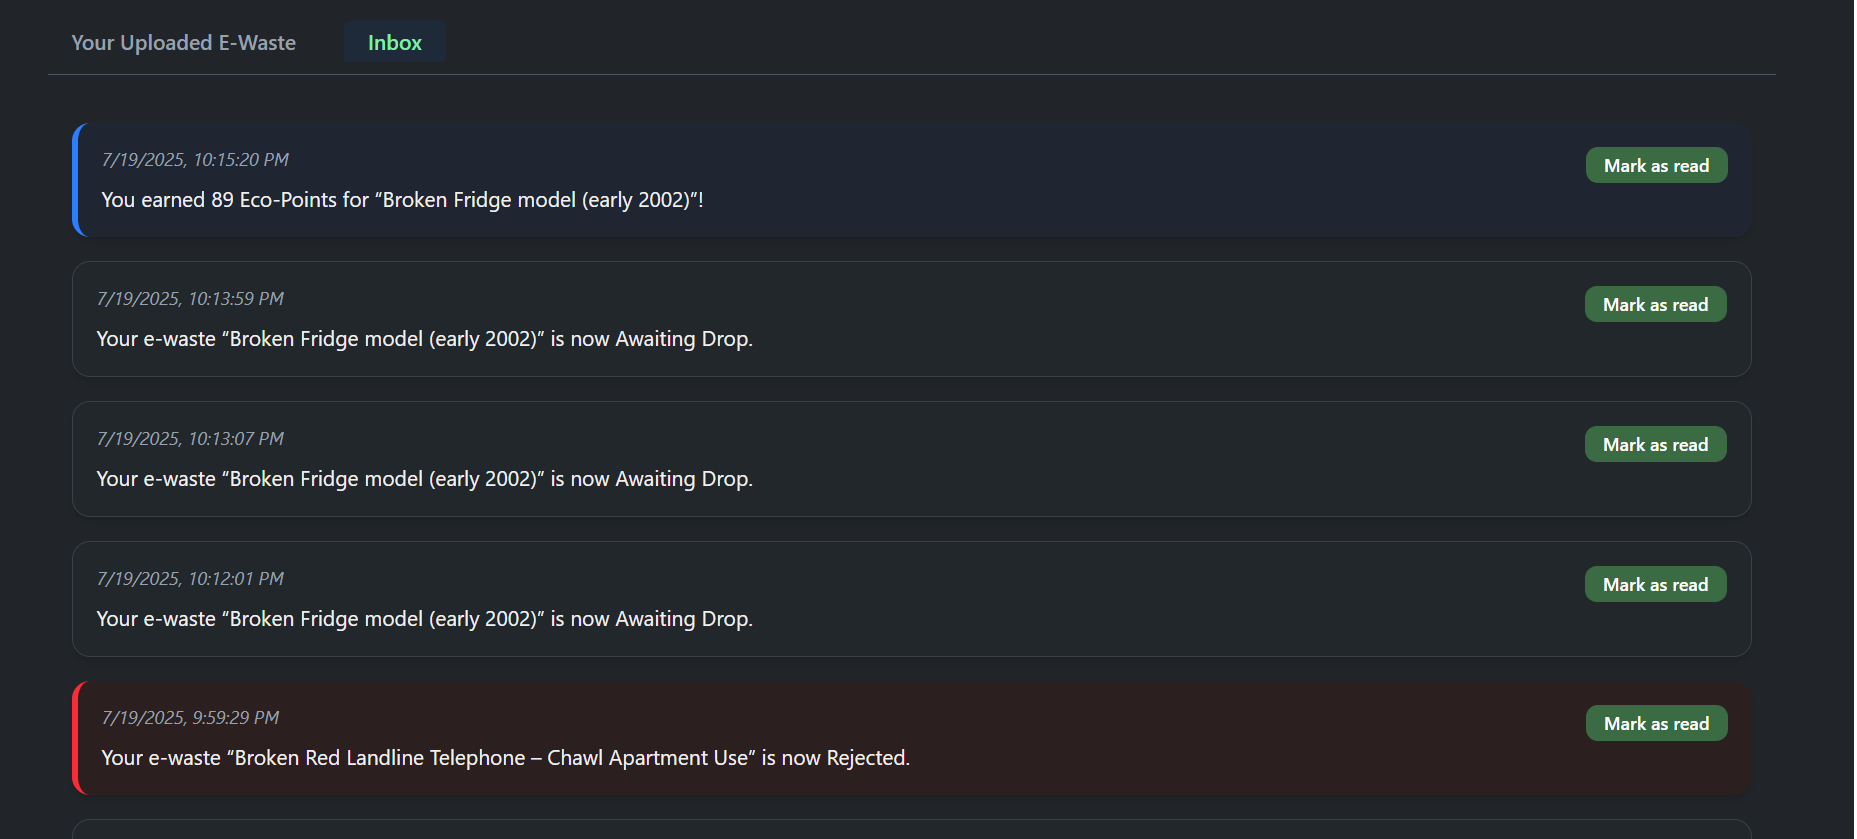 Your Uploaded E-Waste
Inbox
7/19/2025, 10:15:20 PM
Mark as read
You earned 89 Eco-Points for “Broken Fridge model (early 2002)”!
7/19/2025, 10:13:59 PM
Mark as read
Your e-waste “Broken Fridge model (early 2002)” is now Awaiting Drop.
7/19/2025, 10:13:07 PM
Mark as read
Your e-waste “Broken Fridge model (early 2002)” is now Awaiting Drop.
7/19/2025, 10:12:01 PM
Mark as read
Your e-waste “Broken Fridge model (early 2002)” is now Awaiting Drop.
7/19/2025, 9:59:29 PM
Mark as read
Your e-waste “Broken Red Landline Telephone – Chawl Apartment Use” is now Rejected.